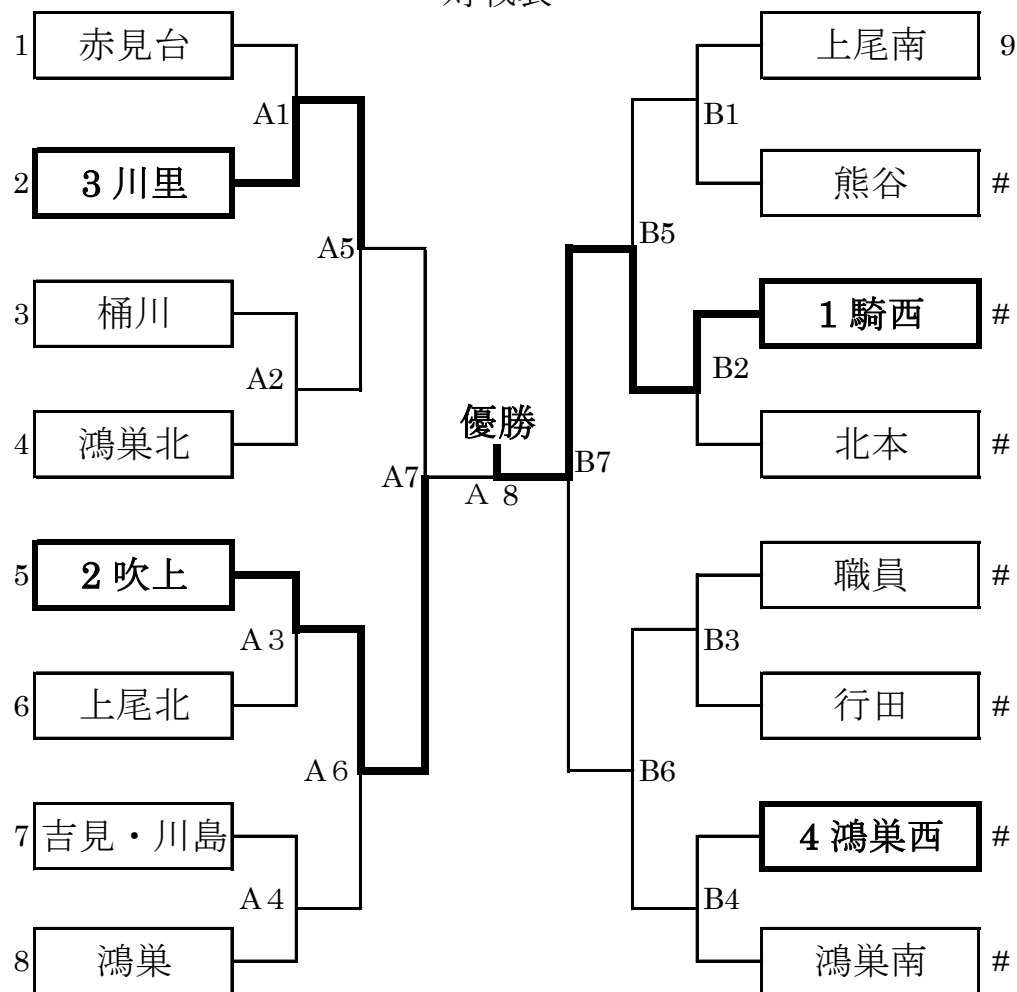 1 赤見台 上尾南 9
A1 B1
2 3 川里 熊谷 #
A5 B5
3 桶川 1 騎西 #
A2 B2
優勝
4 鴻巣北 北本 #
A7 A 8 B7
5 2 吹上 職員 #
A 3 B3
6 上尾北 行田 #
A 6 B6
7 吉見・川島 4 鴻巣西 #
A 4 B4
8 鴻巣 鴻巣南 #